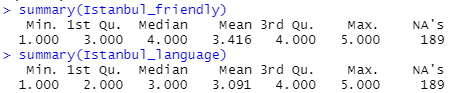 > summary(Istanbul_friendly)
Min. 1st Qu. Median Mean 3rd Qu. Max. NA's
1.000 3.000 4.000 3.416 4.000 5.000 189
> summary(Istanbul_language)
Min. 1st Qu. Median Mean 3rd Qu. Max. NA's
1.000 2.000 3.000 3.091 4.000 5.000 189